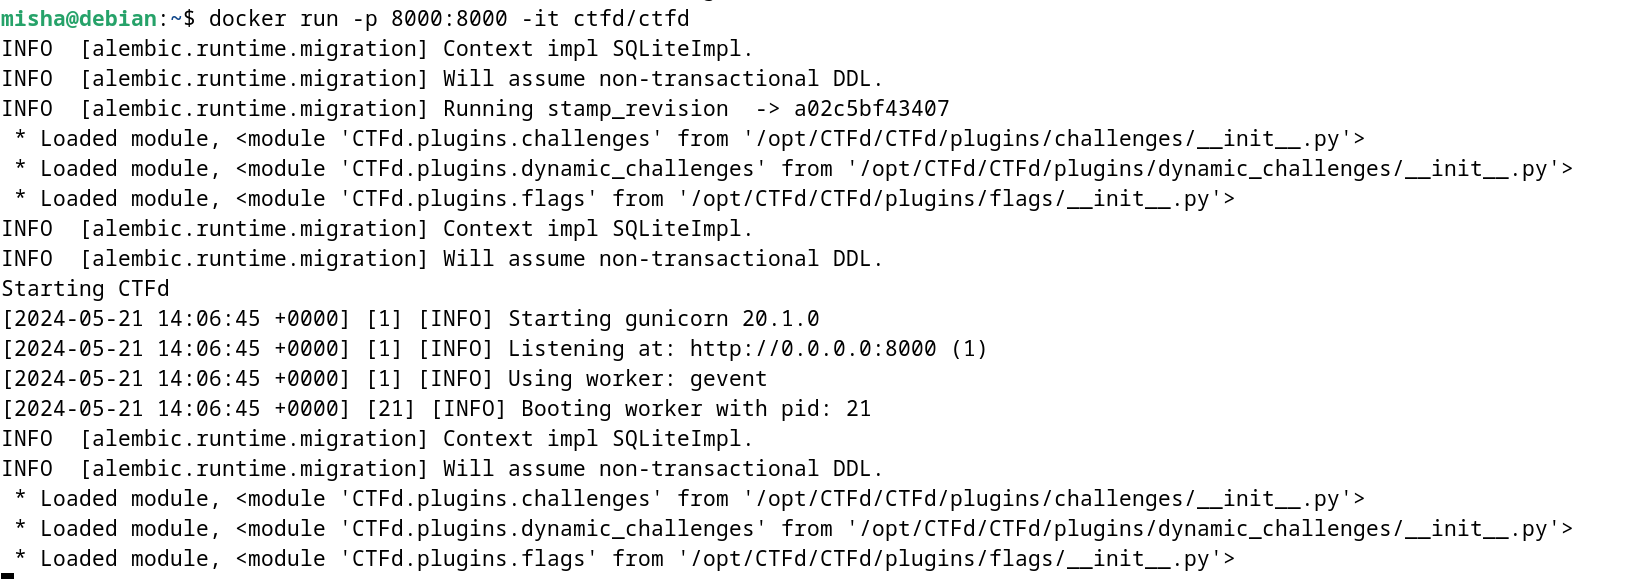 misha@debian:~$ docker run -p 8000:8000 -it ctfd/ctfd
INFO  [alembic.runtime.migration] Context impl SQLiteImpl.
INFO  [alembic.runtime.migration] Will assume non-transactional DDL.
INFO  [alembic.runtime.migration] Running stamp_revision  -> a02c5bf43407
 * Loaded module, <module 'CTFd.plugins.challenges' from '/opt/CTFd/CTFd/plugins/challenges/__init__.py'>
 * Loaded module, <module 'CTFd.plugins.dynamic_challenges' from '/opt/CTFd/CTFd/plugins/dynamic_challenges/__init__.py'>
 * Loaded module, <module 'CTFd.plugins.flags' from '/opt/CTFd/CTFd/plugins/flags/__init__.py'>
INFO  [alembic.runtime.migration] Context impl SQLiteImpl.
INFO  [alembic.runtime.migration] Will assume non-transactional DDL.
Starting CTFd
[2024-05-21 14:06:45 +0000] [1] [INFO] Starting gunicorn 20.1.0
[2024-05-21 14:06:45 +0000] [1] [INFO] Listening at: http://0.0.0.0:8000 (1)
[2024-05-21 14:06:45 +0000] [1] [INFO] Using worker: gevent
[2024-05-21 14:06:45 +0000] [21] [INFO] Booting worker with pid: 21
INFO  [alembic.runtime.migration] Context impl SQLiteImpl.
INFO  [alembic.runtime.migration] Will assume non-transactional DDL.
 * Loaded module, <module 'CTFd.plugins.challenges' from '/opt/CTFd/CTFd/plugins/challenges/__init__.py'>
 * Loaded module, <module 'CTFd.plugins.dynamic_challenges' from '/opt/CTFd/CTFd/plugins/dynamic_challenges/__init__.py'>
 * Loaded module, <module 'CTFd.plugins.flags' from '/opt/CTFd/CTFd/plugins/flags/__init__.py'>